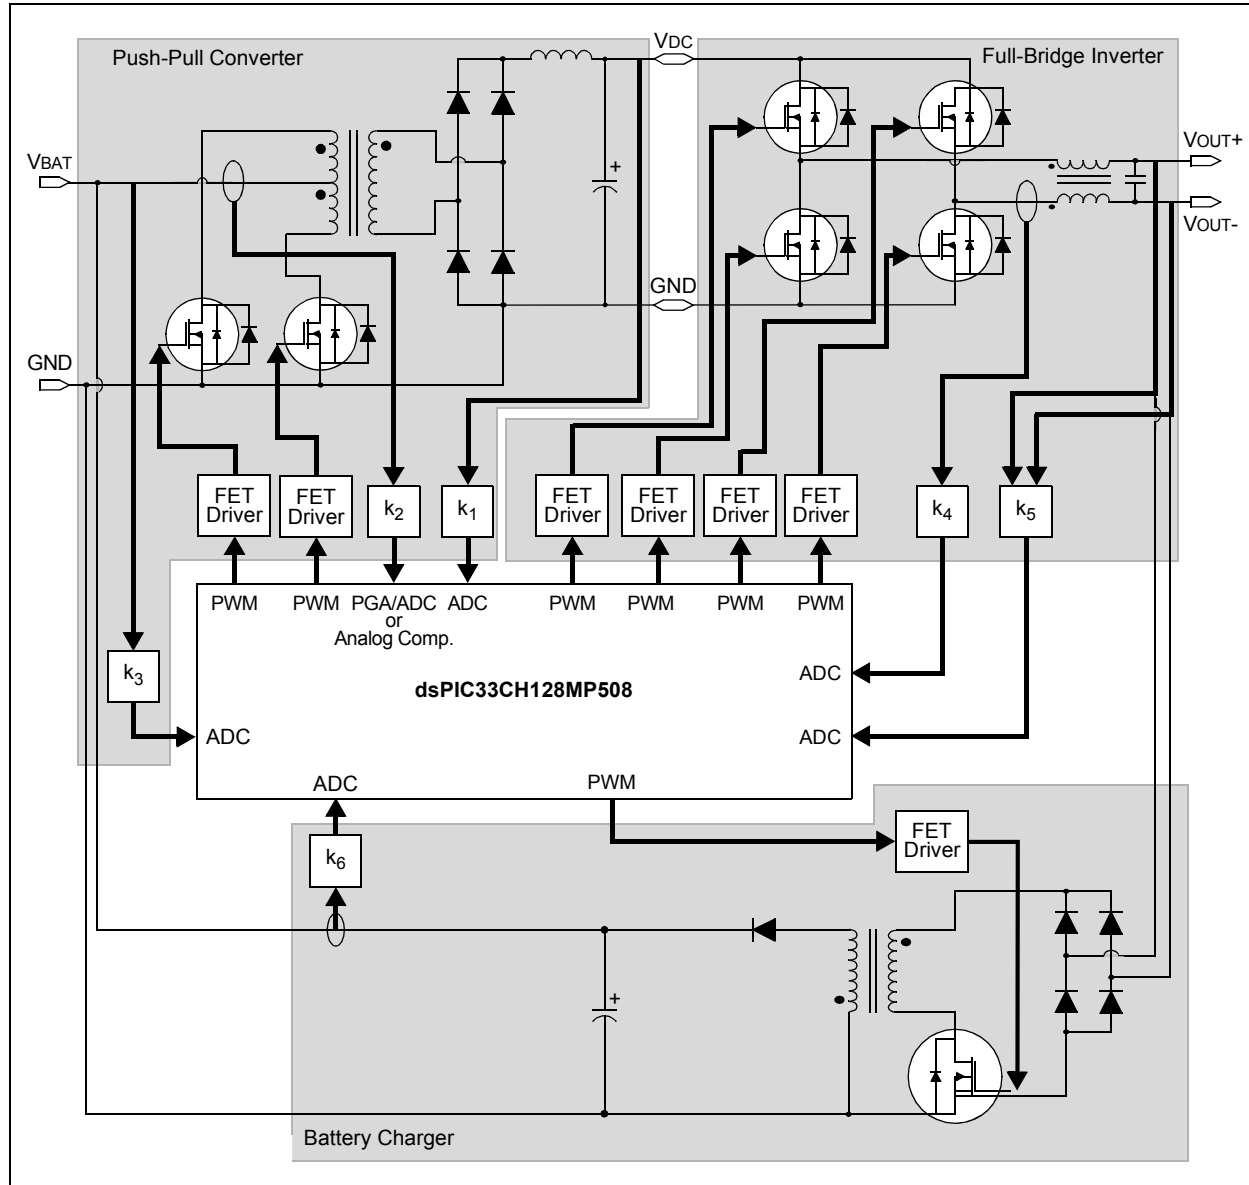 Push-Pull Converter
VDC
Full-Bridge Inverter
+
VOUT+
VBAT
VOUT-
GND
GND
FET
Driver
FET
Driver
k2
k1
FET
Driver
FET
Driver
FET
Driver
FET
Driver
k4
k5
PWM
PWM
PGA/ADC
or
Analog Comp.
ADC
PWM
PWM
PWM
PWM
k3
ADC
dsPIC33CH128MP508
ADC
ADC
ADC
PWM
k6
FET
Driver
+
Battery Charger